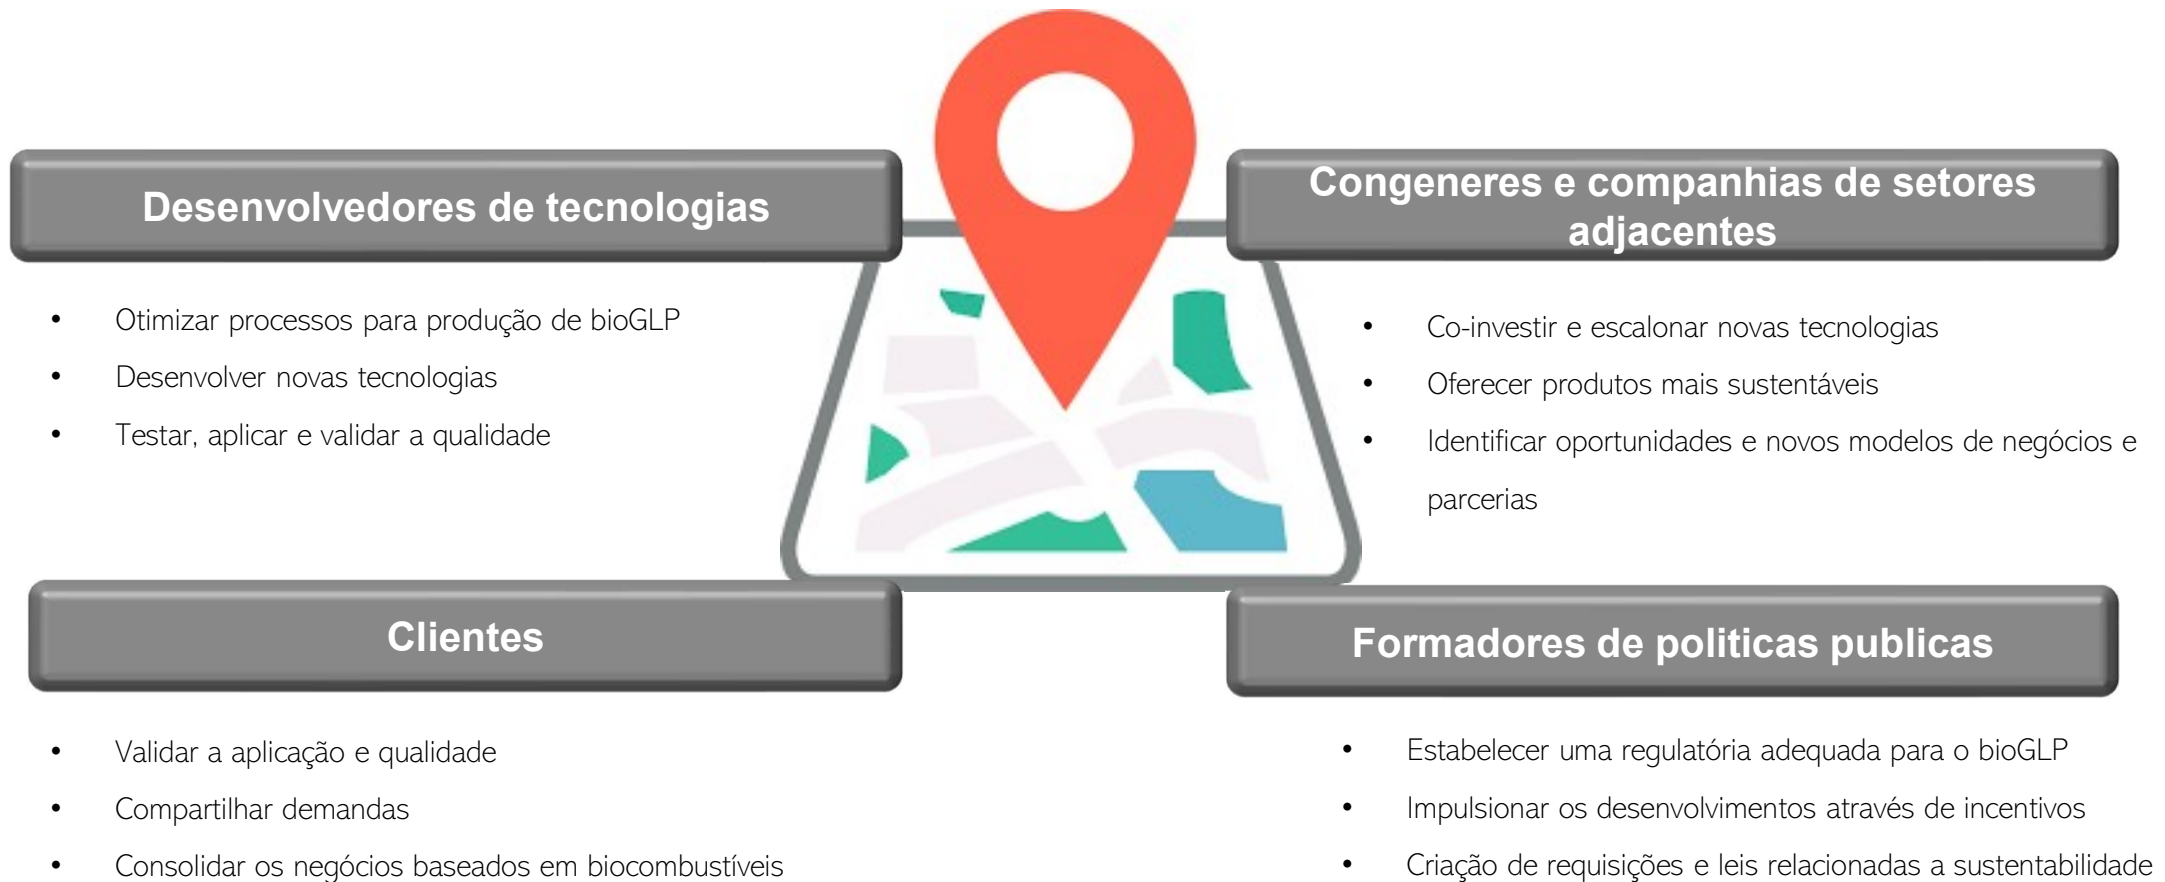 Desenvolvedores de tecnologias
• Otimizar processos para produção de bioGLP
• Desenvolver novas tecnologias
• Testar, aplicar e validar a qualidade
Congeneres e companhias de setores
adjacentes
• Co-investir e escalonar novas tecnologias
• Oferecer produtos mais sustentáveis
• Identificar oportunidades e novos modelos de negócios e
parcerias
Clientes
• Validar a aplicação e qualidade
• Compartilhar demandas
• Consolidar os negócios baseados em biocombustíveis
Formadores de politicas publicas
• Estabelecer uma regulatória adequada para o bioGLP
• Impulsionar os desenvolvimentos através de incentivos
• Criação de requisições e leis relacionadas a sustentabilidade